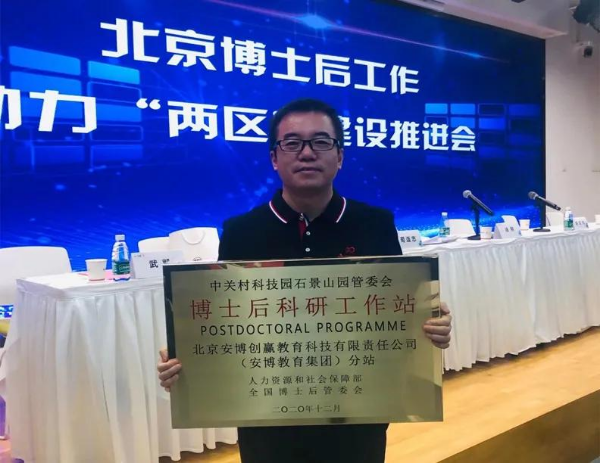 北京博士后工作
助力“两区”建设推进会
武
中关村科技园石景山园管委会
博士后科研工作站
POSTDOCTORAL PROGRAMME
北京安博创赢教育科技有限责任公司
（安博教育集团）分站
人力资源和社会保障部
全国博士后管委会
二〇二〇年十二月